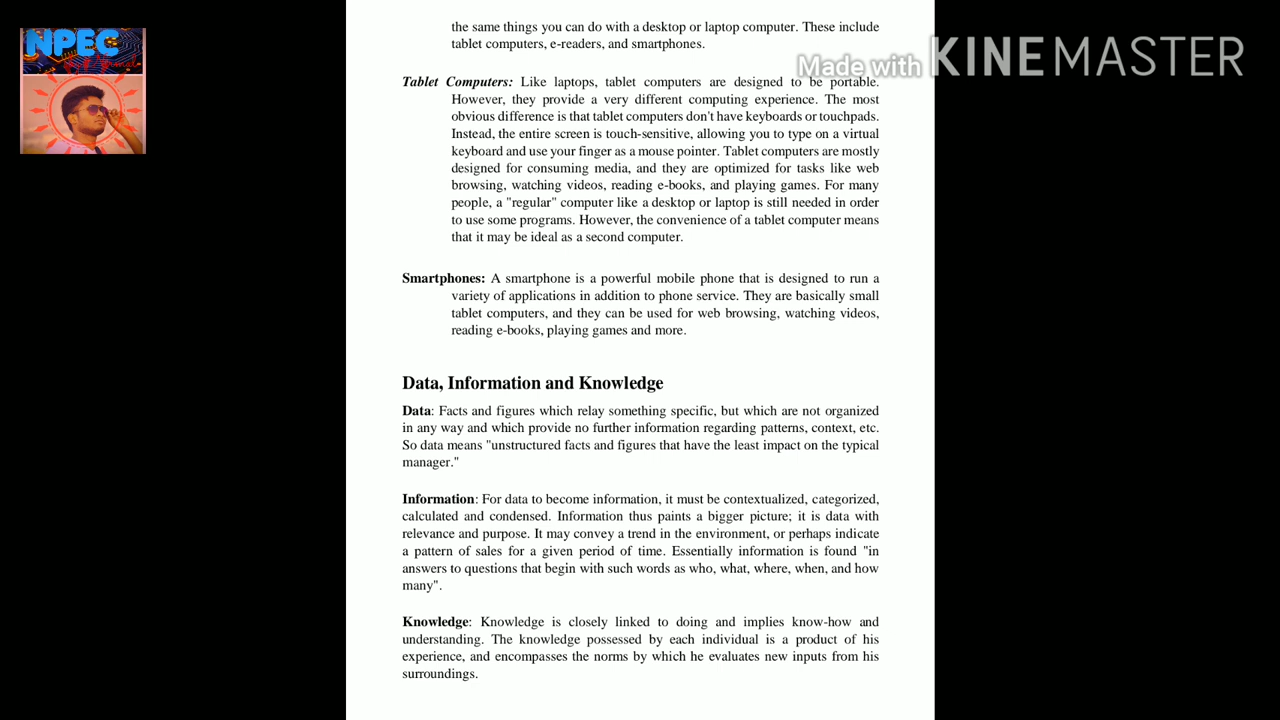 NPEC
Made with KINEMASTER
the same things you can do with a desktop or laptop computer. These include
tablet computers, e-readers, and smartphones.
Tablet Computers: Like laptops, tablet computers are designed to be portable.
However, they provide a very different computing experience. The most
obvious difference is that tablet computers don't have keyboards or touchpads.
Instead, the entire screen is touch-sensitive, allowing you to type on a virtual
keyboard and use your finger as a mouse pointer. Tablet computers are mostly
designed for consuming media, and they are optimized for tasks like web
browsing, watching videos, reading e-books, and playing games. For many
people, a "regular" computer like a desktop or laptop is still needed in order
to use some programs. However, the convenience of a tablet computer means
that it may be ideal as a second computer.
Smartphones: A smartphone is a powerful mobile phone that is designed to run a
variety of applications in addition to phone service. They are basically small
tablet computers, and they can be used for web browsing, watching videos,
reading e-books, playing games and more.
Data, Information and Knowledge
Data: Facts and figures which relay something specific, but which are not organized
in any way and which provide no further information regarding patterns, context, etc.
So data means "unstructured facts and figures that have the least impact on the typical
manager."
Information: For data to become information, it must be contextualized, categorized,
calculated and condensed. Information thus paints a bigger picture; it is data with
relevance and purpose. It may convey a trend in the environment, or perhaps indicate
a pattern of sales for a given period of time. Essentially information is found "in
answers to questions that begin with such words as who, what, where, when, and how
many".
Knowledge: Knowledge is closely linked to doing and implies know-how and
understanding. The knowledge possessed by each individual is a product of his
experience, and encompasses the norms by which he evaluates new inputs from his
surroundings.